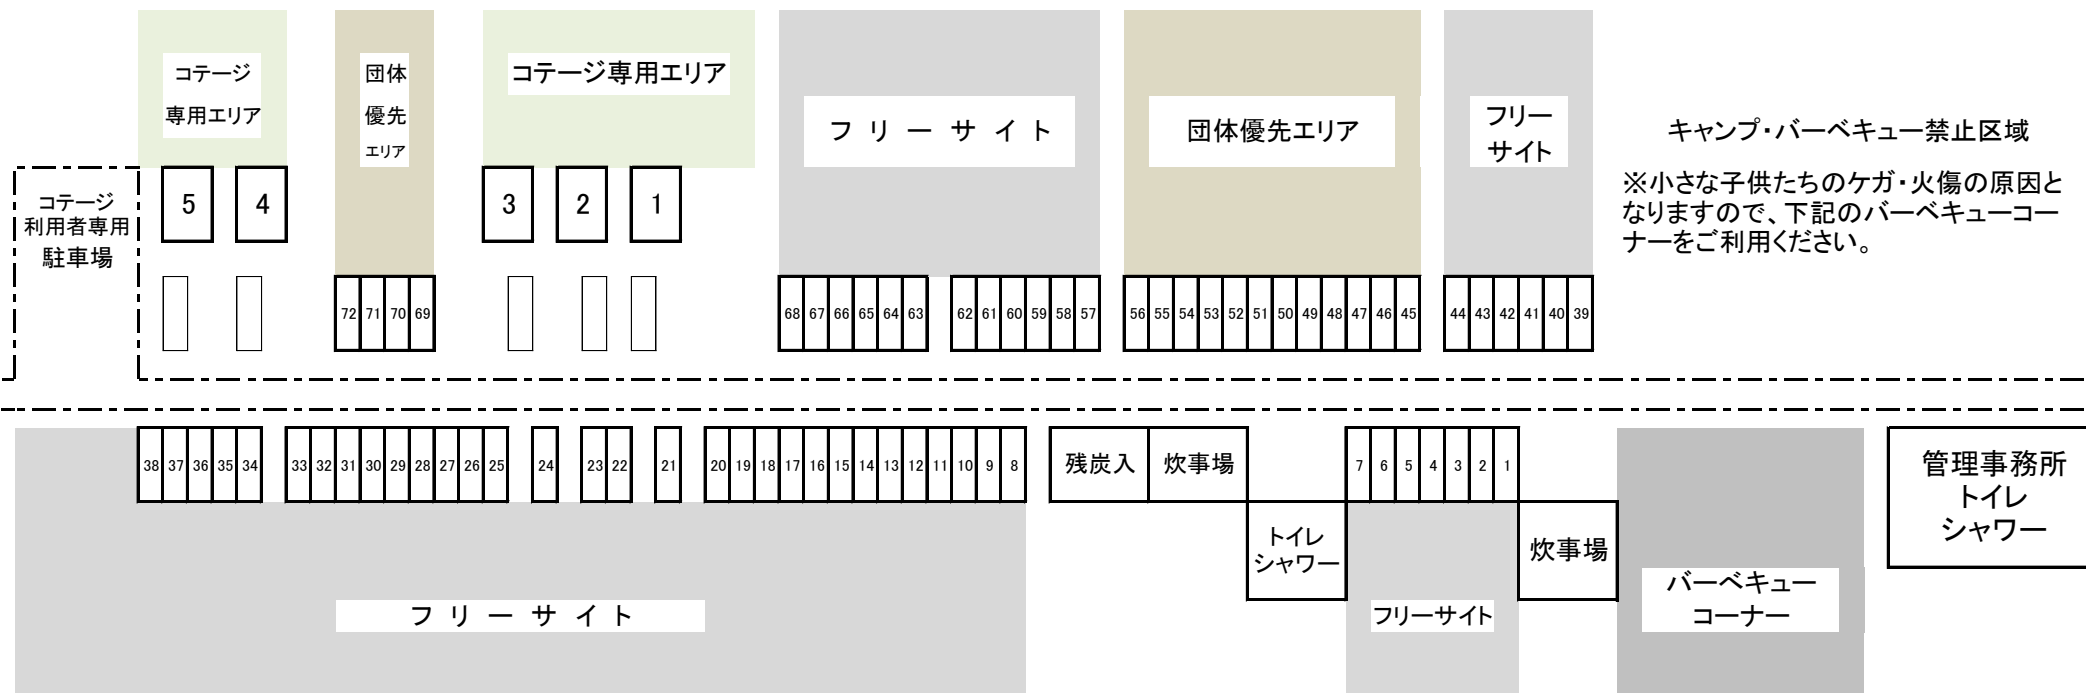 コテージ
専用エリア
団体
優先
エリア
コテージ専用エリア
フリーサイト
団体優先エリア
フリー
サイト
キャンプ・バーベキュー禁止区域
※小さな子供たちのケガ・火傷の原因と
なりますので、下記のバーベキューコー
ナーをご利用ください。
コテージ
利用者専用
駐車場
5 4 3 2 1
72 71 70 69
68 67 66 65 64 63 62 61 60 59 58 57
56 55 54 53 52 51 50 49 48 47 46 45
44 43 42 41 40 39
38 37 36 35 34 33 32 31 30 29 28 27 26 25 24 23 22 21 20 19 18 17 16 15 14 13 12 11 10 9 8
残炭入 炊事場
7 6 5 4 3 2 1
管理事務所
トイレ
シャワー
トイレ
シャワー
炊事場
フリーサイト
フリーサイト
バーベキュー
コーナー